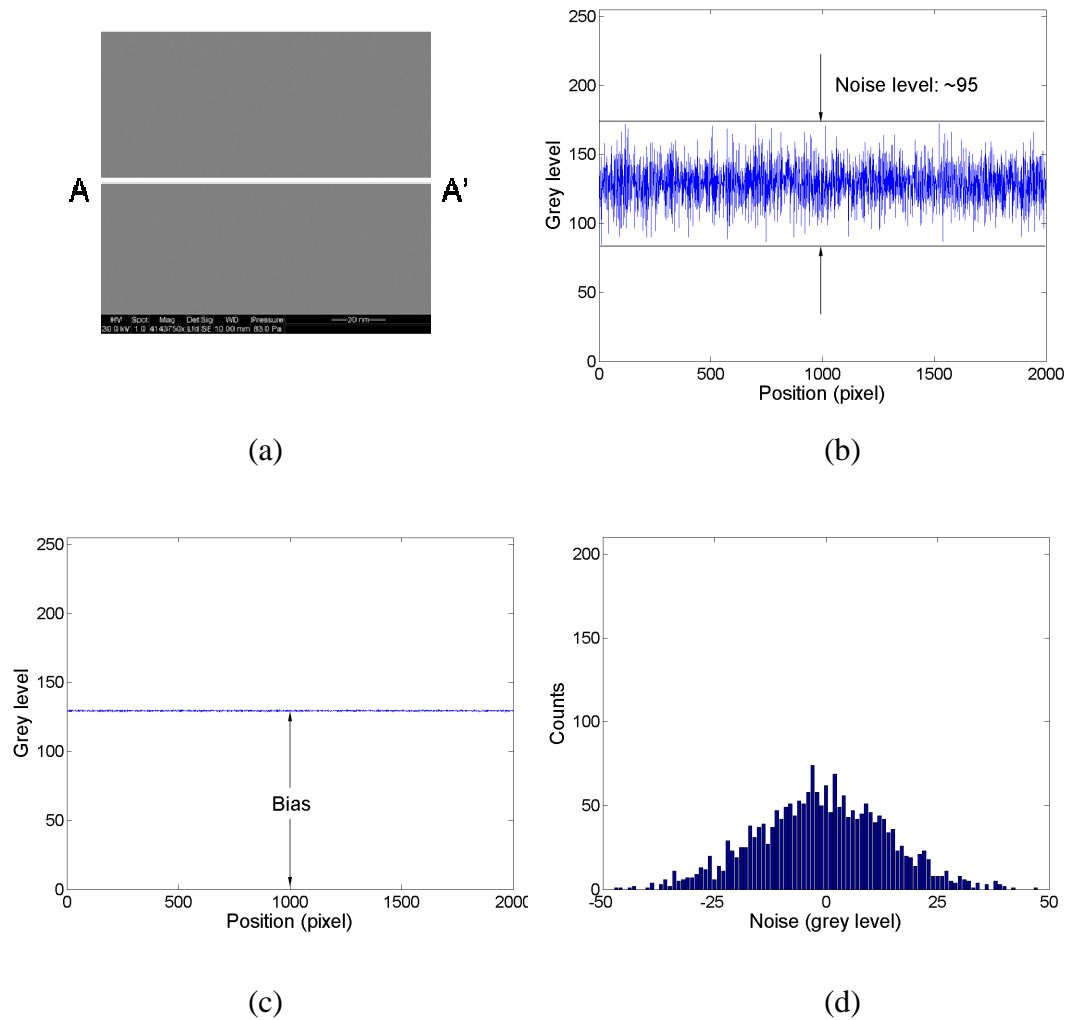 A
A'
HV Spot Mag Det Sig WD Pressure
20 nm
30.0 kV 1.0 4143750x Lfd SE 10.90 mm 83.0 Pa
(a)
250
200
150
100
50
0
Grey level
Noise level: ~95
0 500 1000 1500 2000
Position (pixel)
(b)
250
200
150
100
50
0
Grey level
Bias
0 500 1000 1500 2000
Position (pixel)
(c)
200
150
100
50
0
Counts
-50 -25 0 25 50
Noise (grey level)
(d)